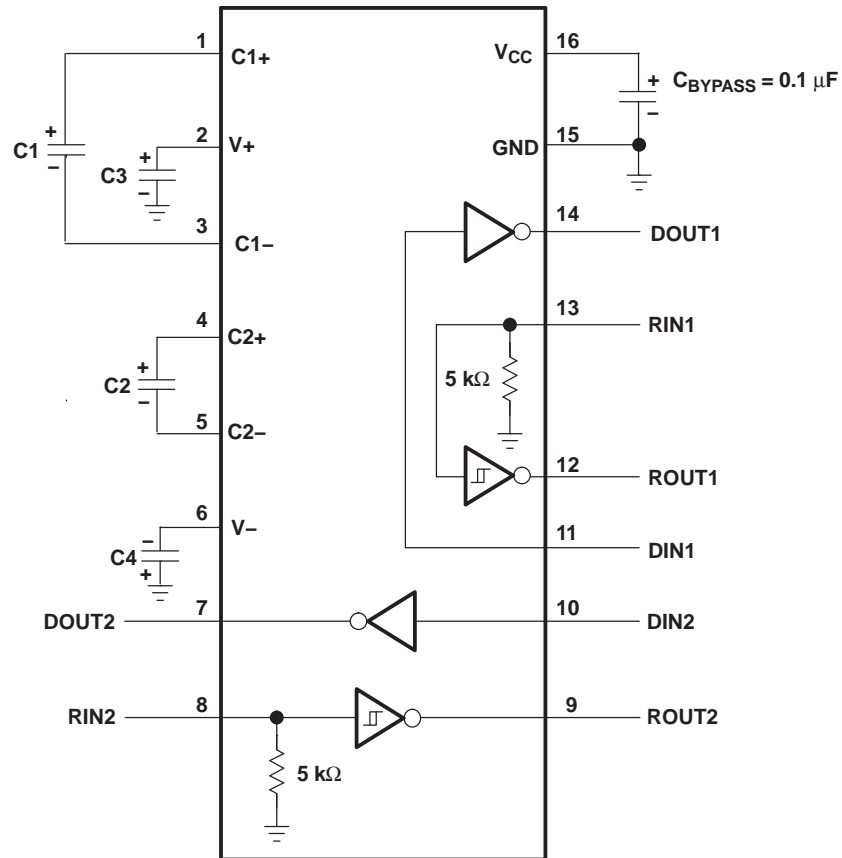 1
C1+
VCC
16
+
CBYPASS = 0.1 µF
−
+
C1
−
2
V+
+
C3
−
GND
15
14
DOUT1
3
C1−
13
RIN1
4
C2+
5 kΩ
+
C2
−
5
C2−
12
ROUT1
6
V−
−
C4
+
11
DIN1
DOUT2
7
10
DIN2
RIN2
8
9
ROUT2
5 kΩ